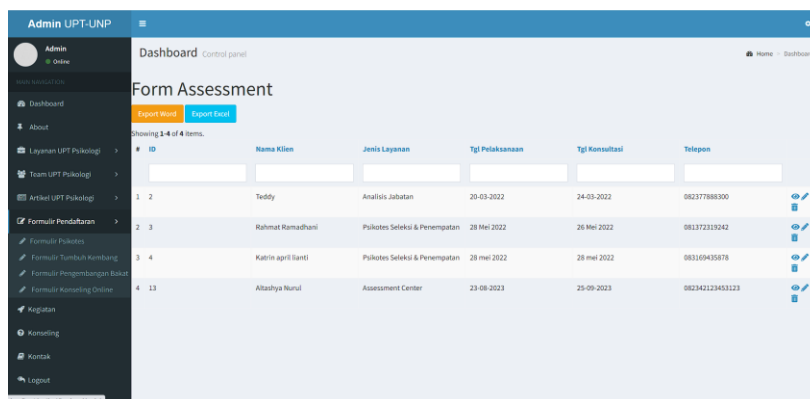 Admin UPT-UNP
Admin
Online
MAIN NAVIGATION
Dashboard
About
Layanan UPT Psikologi
Team UPT Psikologi
Artikel UPT Psikologi
Formulir Pendaftaran
Formulir Psikotes
Formulir Tumbuh Kembang
Formulir Pengembangan Bakat
Formulir Konseling Online
Kegiatan
Konseling
Kontak
Logout
Dashboard Control panel
Home > Dashboard
Form Assessment
Export Word Export Excel
Showing 1-4 of 4 items.
# ID Nama Klien Jenis Layanan Tgl Pelaksanaan Tgl Konsultasi Telepon
1 2 Teddy Analisis Jabatan 20-03-2022 24-03-2022 082377888300
2 3 Rahmat Ramadhani Psikotes Seleksi & Penempatan 28 Mei 2022 26 Mei 2022 081372319242
3 4 Katrin april lianti Psikotes Seleksi & Penempatan 28 mei 2022 28 mei 2022 083169435878
4 13 Altashya Nurul Assessment Center 23-08-2023 25-09-2023 082342123453123